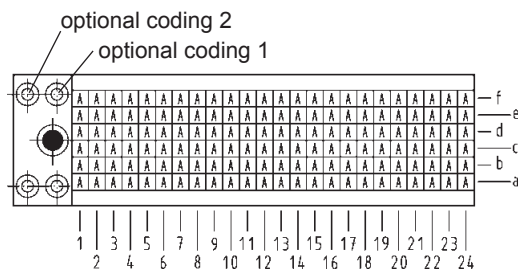 optional coding 2
optional coding 1
A A A A A A A A A A A A A A A A A A A A A A A A f
A A A A A A A A A A A A A A A A A A A A A A A A e
A A A A A A A A A A A A A A A A A A A A A A A A d
A A A A A A A A A A A A A A A A A A A A A A A A c
A A A A A A A A A A A A A A A A A A A A A A A A b
A A A A A A A A A A A A A A A A A A A A A A A A a
1 3 5 7 9 11 13 15 17 19 21 23
2 4 6 8 10 12 14 16 18 20 22 24